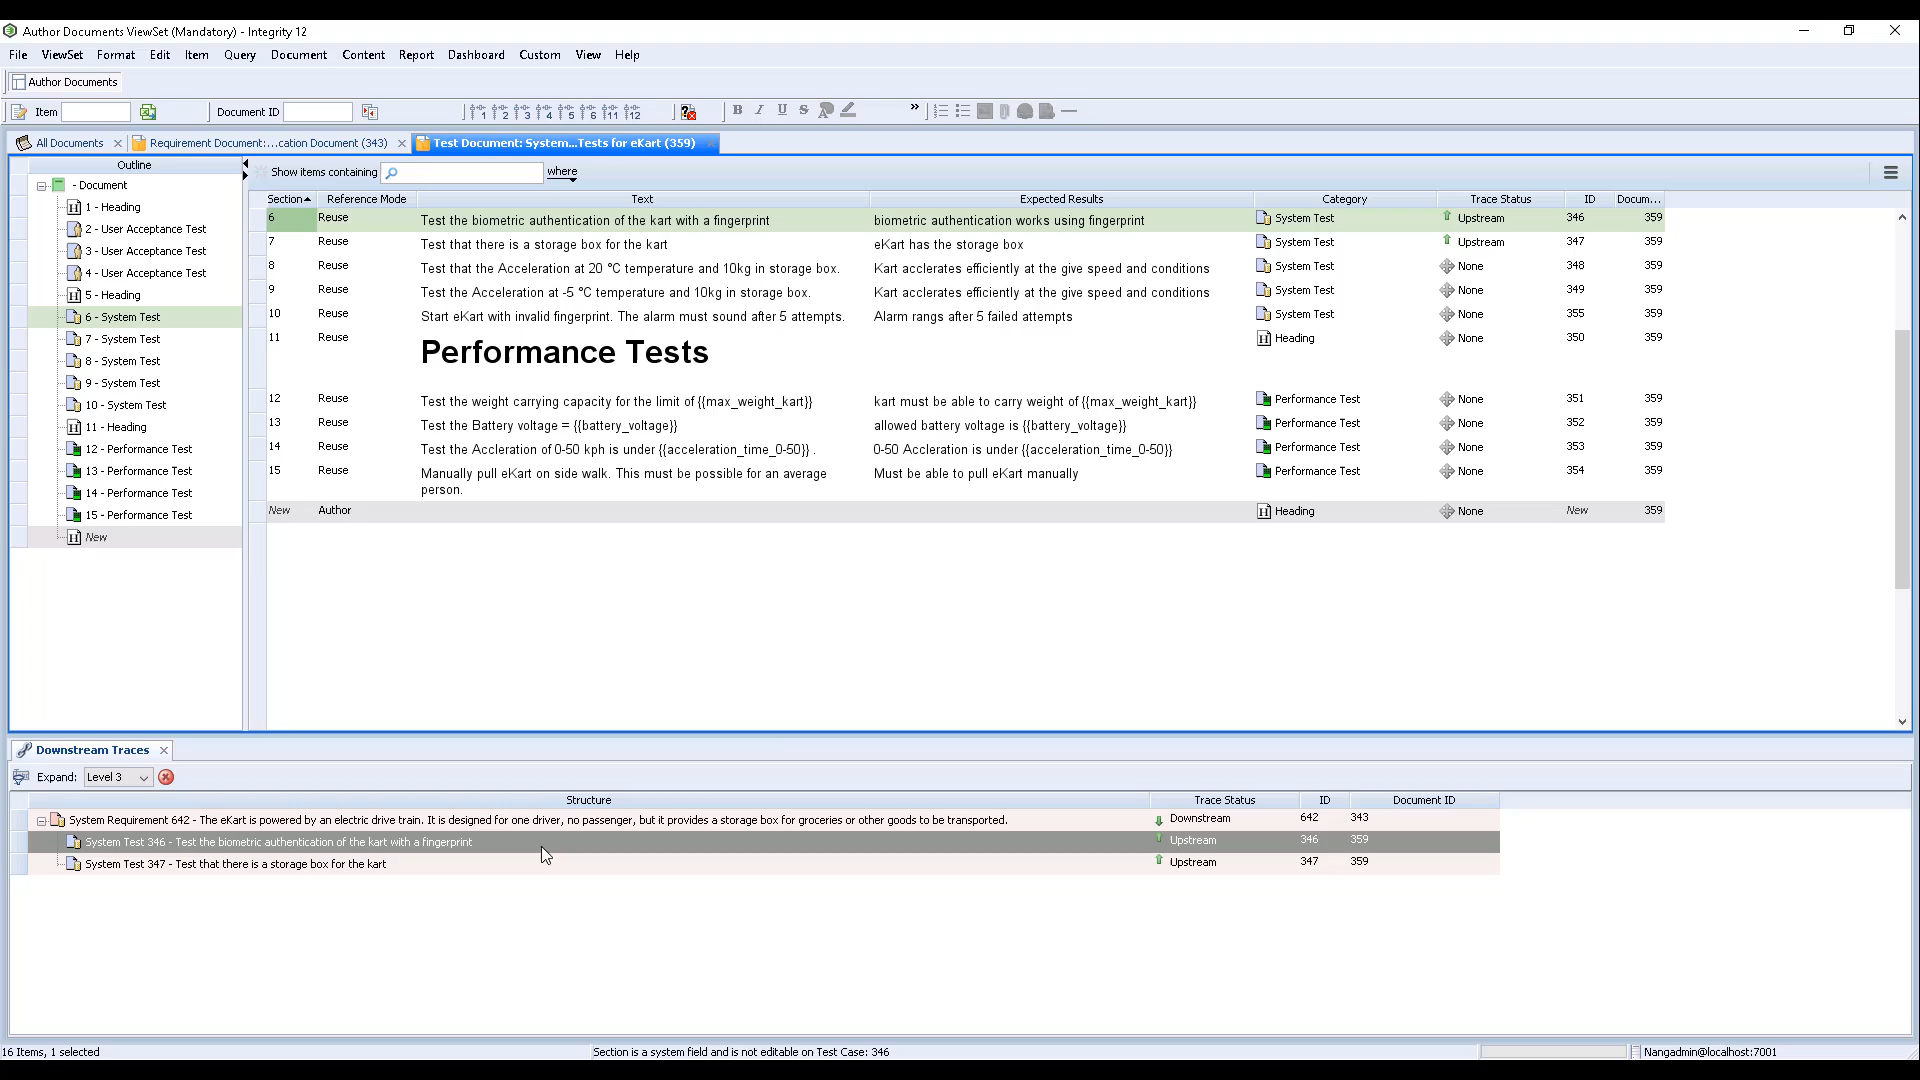 Author Documents ViewSet (Mandatory) - Integrity 12
File ViewSet Format Edit Item Query Document Content Report Dashboard Custom View Help
Author Documents
Item Document ID 1 2 3 4 5 6 11 12 B I U S »
All Documents Requirement Document:...cation Document (343) Test Document: System...Tests for eKart (359)
Outline
- Document
1 - Heading
2 - User Acceptance Test
3 - User Acceptance Test
4 - User Acceptance Test
5 - Heading
6 - System Test
7 - System Test
8 - System Test
9 - System Test
10 - System Test
11 - Heading
12 - Performance Test
13 - Performance Test
14 - Performance Test
15 - Performance Test
New
Show items containing where
Section Reference Mode Text Expected Results Category Trace Status ID Docum...
6 Reuse Test the biometric authentication of the kart with a fingerprint biometric authentication works using fingerprint System Test Upstream 346 359
7 Reuse Test that there is a storage box for the kart eKart has the storage box System Test Upstream 347 359
8 Reuse Test that the Acceleration at 20 °C temperature and 10kg in storage box. Kart acclerates efficiently at the give speed and conditions System Test None 348 359
9 Reuse Test the Acceleration at -5 °C temperature and 10kg in storage box. Kart acclerates efficiently at the give speed and conditions System Test None 349 359
10 Reuse Start eKart with invalid fingerprint. The alarm must sound after 5 attempts. Alarm rangs after 5 failed attempts System Test None 355 359
11 Reuse Performance Tests Heading None 350 359
12 Reuse Test the weight carrying capacity for the limit of {{max_weight_kart}} kart must be able to carry weight of {{max_weight_kart}} Performance Test None 351 359
13 Reuse Test the Battery voltage = {{battery_voltage}} allowed battery voltage is {{battery_voltage}} Performance Test None 352 359
14 Reuse Test the Accleration of 0-50 kph is under {{acceleration_time_0-50}} . 0-50 Accleration is under {{acceleration_time_0-50}} Performance Test None 353 359
15 Reuse Manually pull eKart on side walk. This must be possible for an average Must be able to pull eKart manually Performance Test None 354 359
person.
New Author Heading None New 359
Downstream Traces
Expand: Level 3
Structure Trace Status ID Document ID
System Requirement 642 - The eKart is powered by an electric drive train. It is designed for one driver, no passenger, but it provides a storage box for groceries or other goods to be transported. Downstream 642 343
System Test 346 - Test the biometric authentication of the kart with a fingerprint Upstream 346 359
System Test 347 - Test that there is a storage box for the kart Upstream 347 359
16 Items, 1 selected Section is a system field and is not editable on Test Case: 346 Nangadmin@localhost:7001